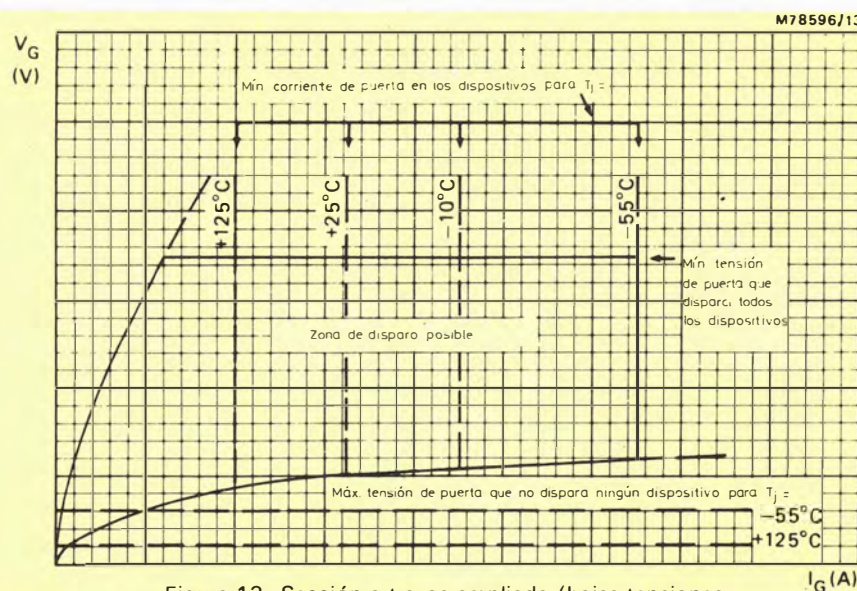 M78596/13
V_G
(V)
Mín corriente de puerta en los dispositivos para T_j =
+125°C
+25°C
-10°C
-55°C
Mín tensión
de puerta que
dispara todos
los dispositivos
Zona de disparo posible
Máx. tensión de puerta que no dispara ningún dispositivo para T_j =
-55°C
+125°C
I_G (A)